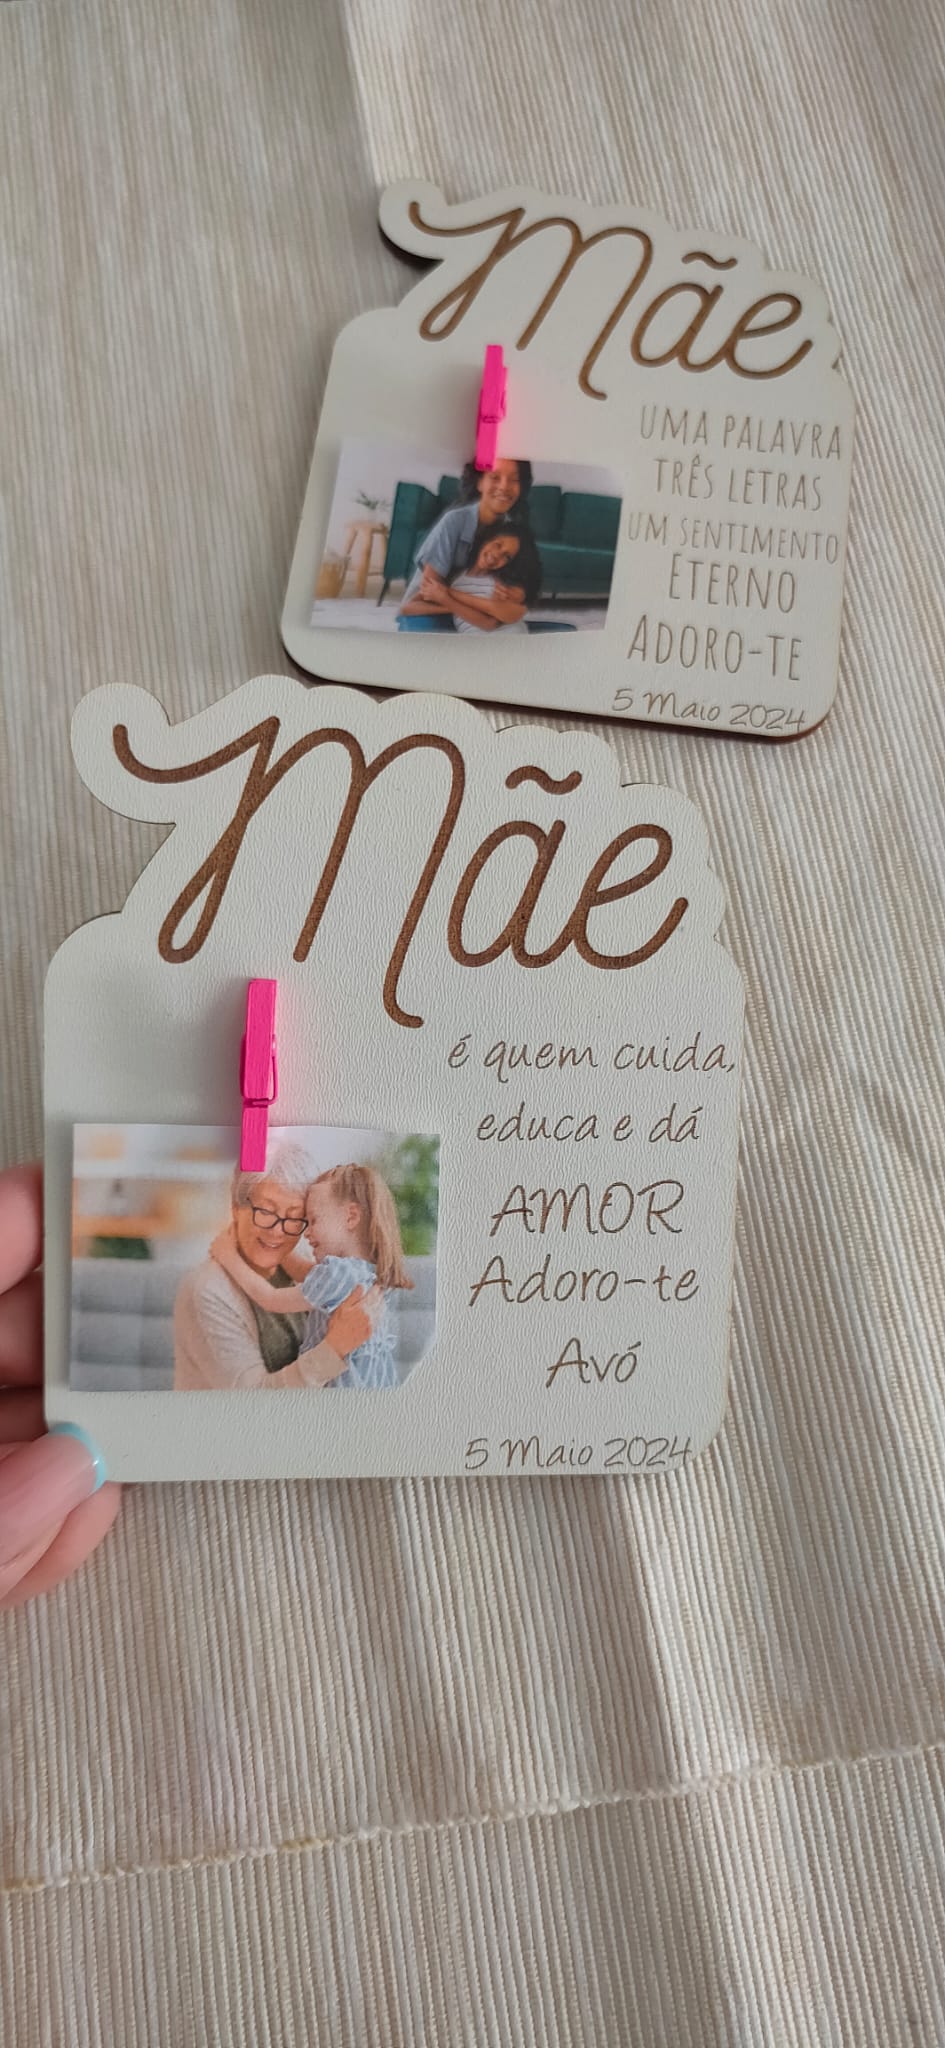 Mãe
UMA PALAVRA
TRÊS LETRAS
UM SENTIMENTO
ETERNO
ADORO-TE
5 Maio 2024
Mãe
é quem cuida,
educa e dá
AMOR
Adoro-te
Avó
5 Maio 2024